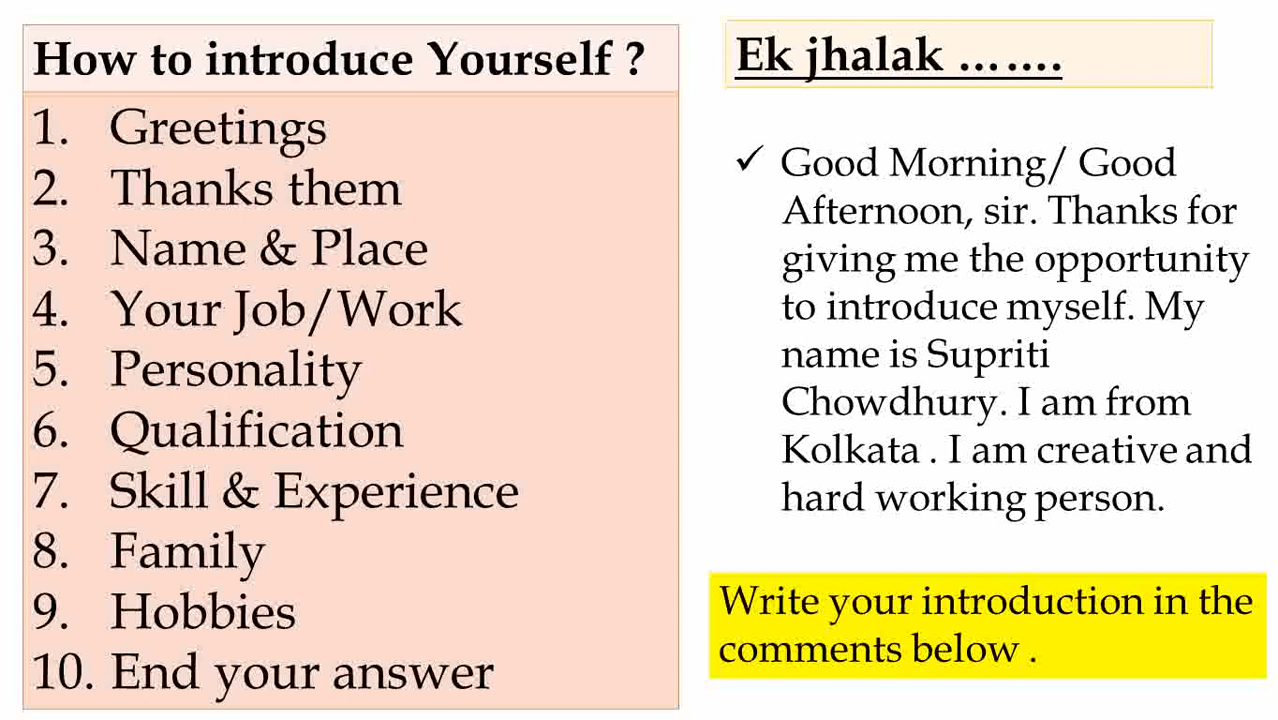 How to introduce Yourself ?
1. Greetings
2. Thanks them
3. Name & Place
4. Your Job/Work
5. Personality
6. Qualification
7. Skill & Experience
8. Family
9. Hobbies
10. End your answer
Ek jhalak …….
✓ Good Morning/ Good
Afternoon, sir. Thanks for
giving me the opportunity
to introduce myself. My
name is Supriti
Chowdhury. I am from
Kolkata . I am creative and
hard working person.
Write your introduction in the
comments below .